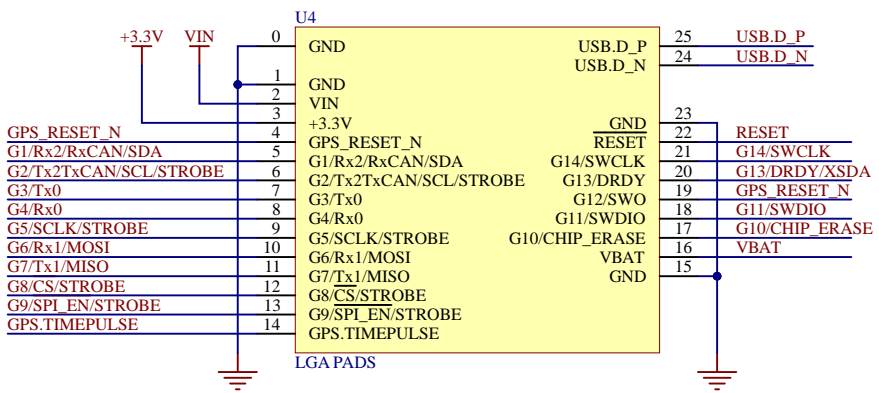 U4
+3.3V VIN
0 GND
1 GND
2 VIN
3 +3.3V
GPS_RESET_N 4 GPS_RESET_N
G1/Rx2/RxCAN/SDA 5 G1/Rx2/RxCAN/SDA
G2/Tx2TxCAN/SCL/STROBE 6 G2/Tx2TxCAN/SCL/STROBE
G3/Tx0 7 G3/Tx0
G4/Rx0 8 G4/Rx0
G5/SCLK/STROBE 9 G5/SCLK/STROBE
G6/Rx1/MOSI 10 G6/Rx1/MOSI
G7/Tx1/MISO 11 G7/Tx1/MISO
G8/CS/STROBE 12 G8/CS/STROBE
G9/SPI_EN/STROBE 13 G9/SPI_EN/STROBE
GPS.TIMEPULSE 14 GPS.TIMEPULSE
USB.D_P 25 USB.D_P
USB.D_N 24 USB.D_N
GND 23
RESET 22 RESET
G14/SWCLK 21 G14/SWCLK
G13/DRDY 20 G13/DRDY/XSDA
G12/SWO 19 GPS_RESET_N
G11/SWDIO 18 G11/SWDIO
G10/CHIP_ERASE 17 G10/CHIP_ERASE
VBAT 16 VBAT
GND 15
LGA PADS